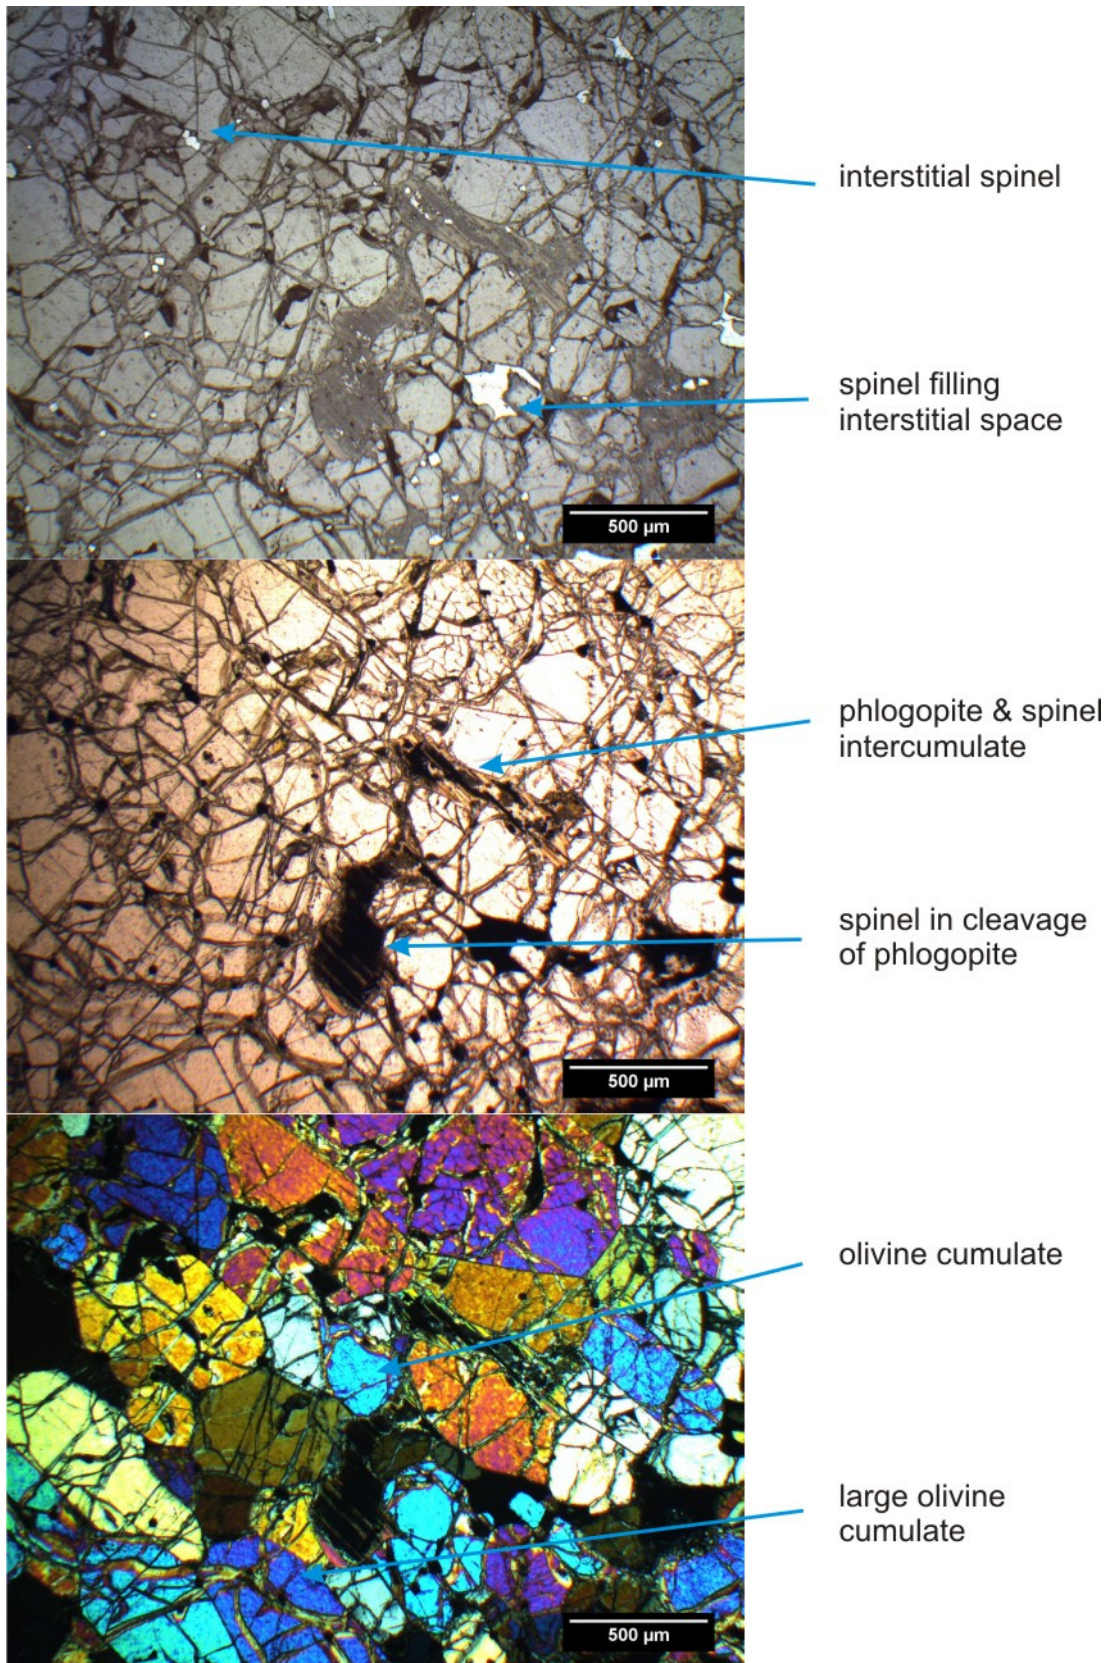 interstitial spinel
spinel filling
interstitial space
500 µm
phlogopite & spinel
intercumulate
spinel in cleavage
of phlogopite
500 µm
olivine cumulate
large olivine
cumulate
500 µm